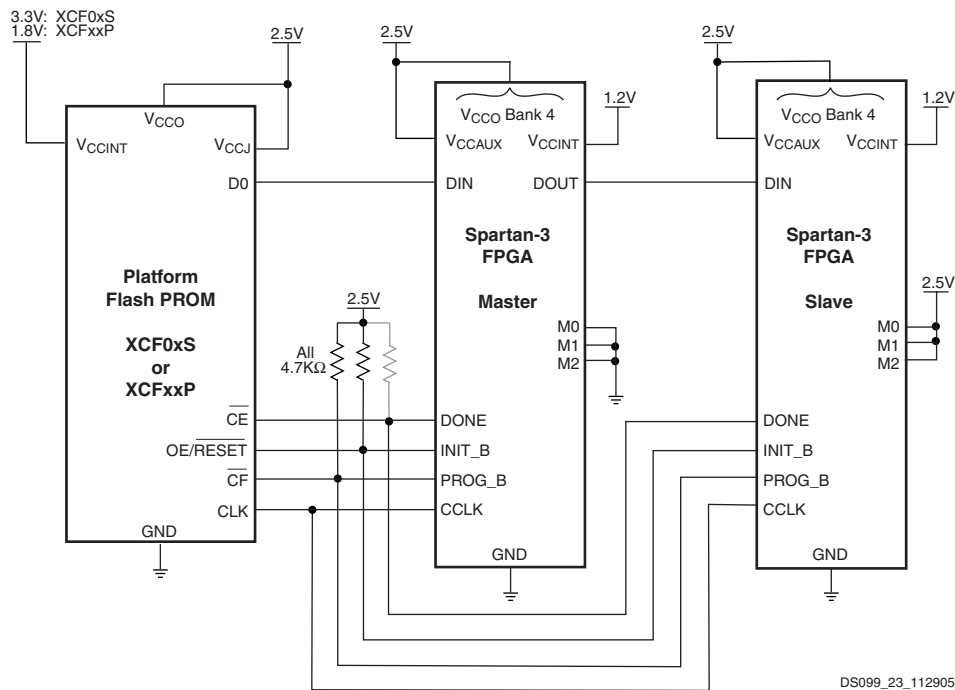 3.3V: XCF0xS
1.8V: XCFxxP
2.5V
2.5V
2.5V
VCCO
VCCINT
VCCJ
D0
Platform
Flash PROM
XCF0xS
or
XCFxxP
CE
OE/RESET
CF
CLK
GND
All
4.7KΩ
2.5V
VCCO Bank 4
VCCAUX
VCCINT
1.2V
DIN
DOUT
Spartan-3
FPGA
Master
M0
M1
M2
DONE
INIT_B
PROG_B
CCLK
GND
VCCO Bank 4
VCCAUX
VCCINT
1.2V
DIN
Spartan-3
FPGA
Slave
2.5V
M0
M1
M2
DONE
INIT_B
PROG_B
CCLK
GND
DS099_23_112905